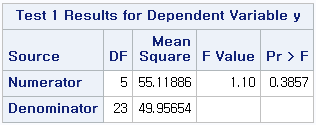 Test 1 Results for Dependent Variable y
Source DF Mean Square F Value Pr > F
Numerator 5 55.11886 1.10 0.3857
Denominator 23 49.95654